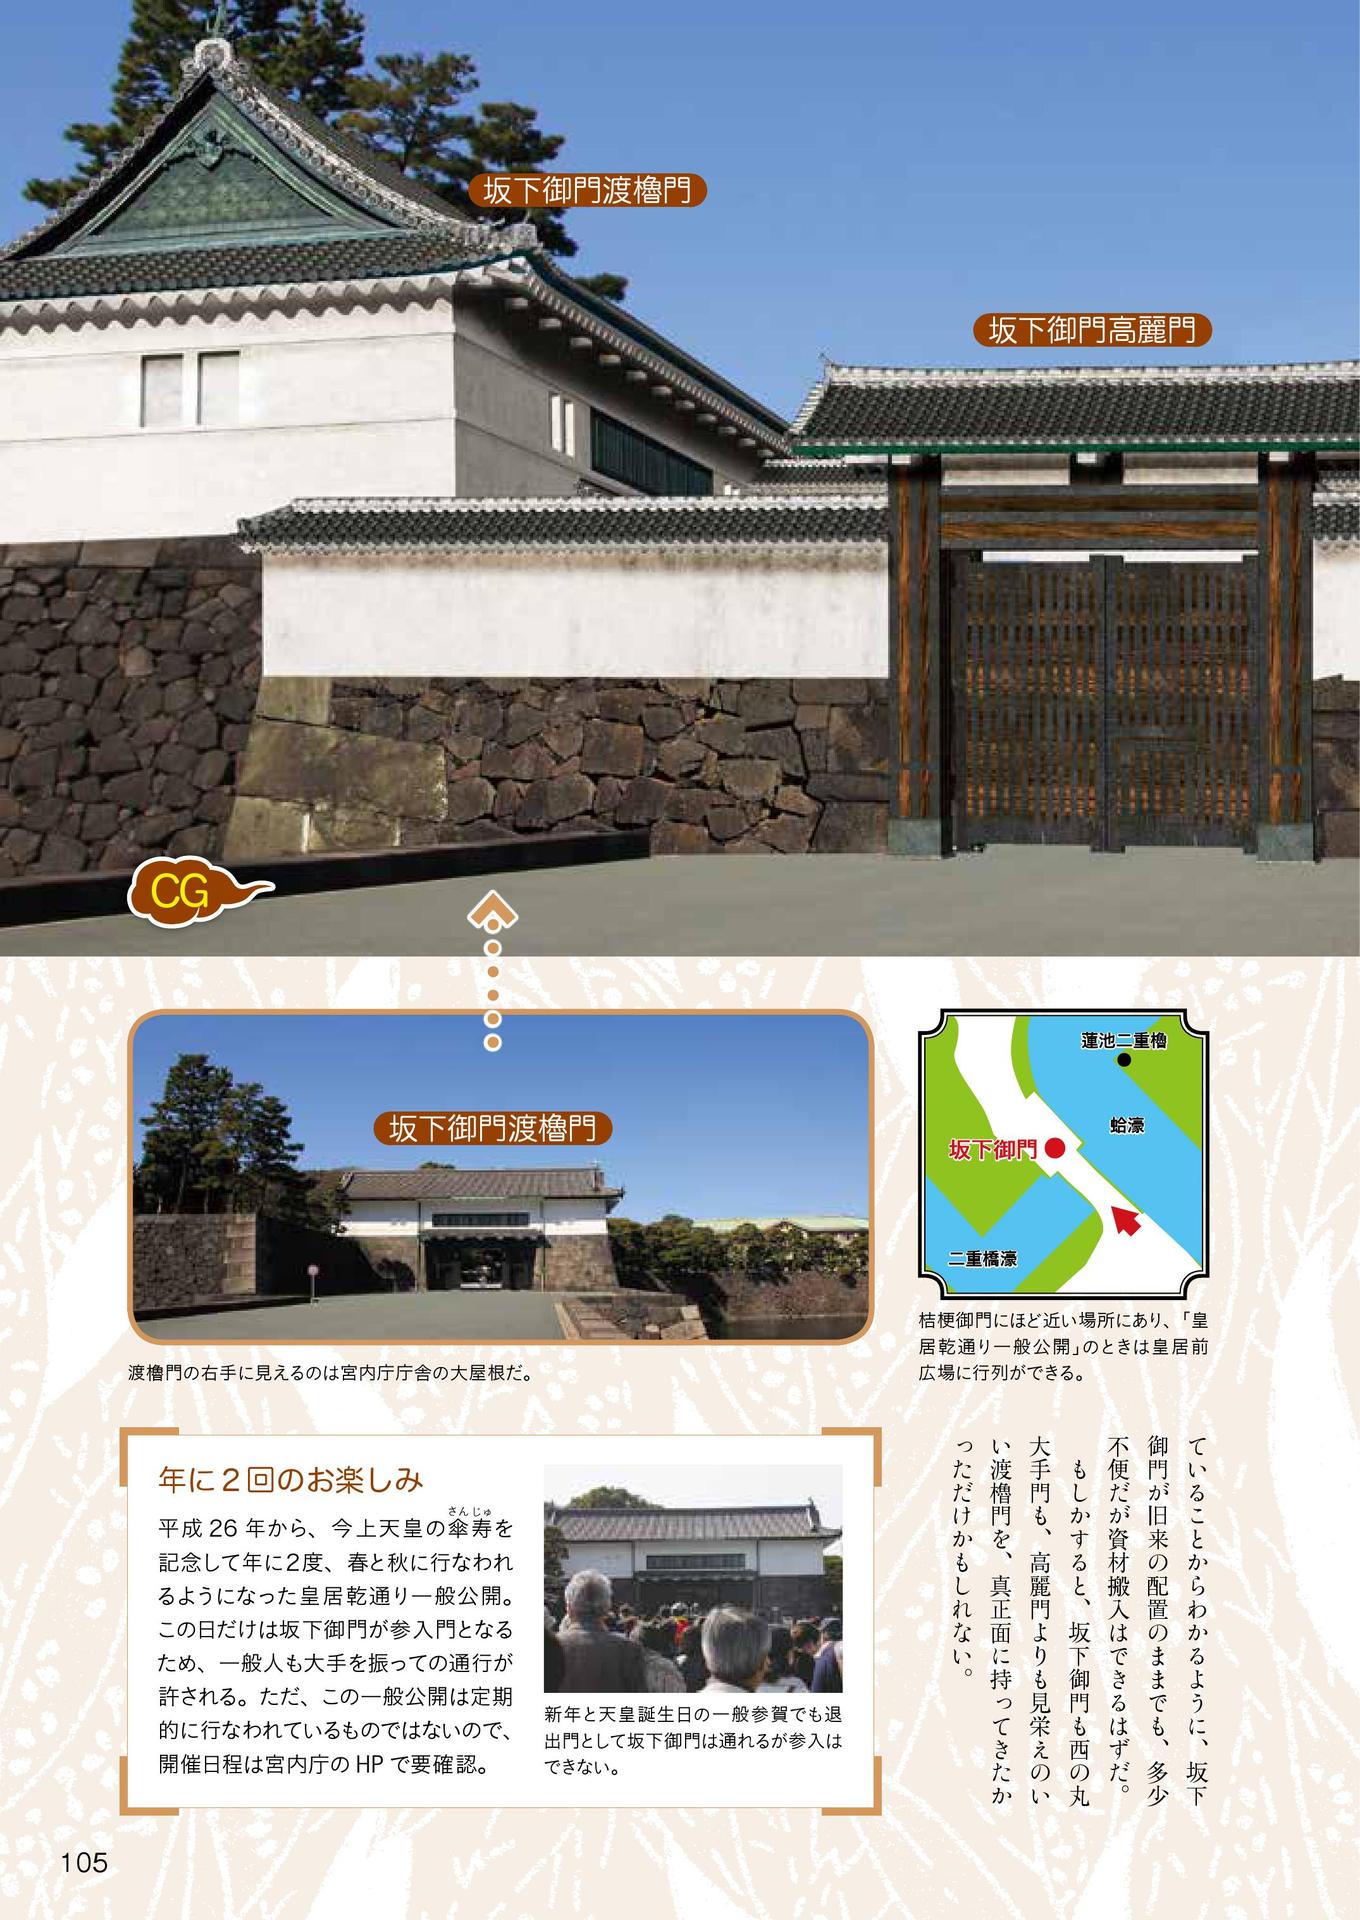 坂下御門渡櫓門
坂下御門高麗門
CG
坂下御門渡櫓門
渡櫓門の右手に見えるのは宮内庁庁舎の大屋根だ。
蓮池二重櫓
蛤濠
坂下御門
二重橋濠
桔梗御門にほど近い場所にあり、「皇
居乾通り一般公開」のときは皇居前
広場に行列ができる。
ていることからわかるように、坂下
御門が旧来の配置のままでも、多少
不便だが資材搬入はできるはずだ。
もしかすると、坂下御門も西の丸
大手門も、高麗門よりも見栄えのい
い渡櫓門を、真正面に持ってきたか
っただけかもしれない。
年に2回のお楽しみ
さんじゅ
平成26年から、今上天皇の傘寿を
記念して年に2度、春と秋に行なわれ
るようになった皇居乾通り一般公開。
この日だけは坂下御門が参入門となる
ため、一般人も大手を振っての通行が
許される。ただ、この一般公開は定期
的に行なわれているものではないので、
開催日程は宮内庁のHPで要確認。
新年と天皇誕生日の一般参賀でも退
出門として坂下御門は通れるが参入は
できない。
105